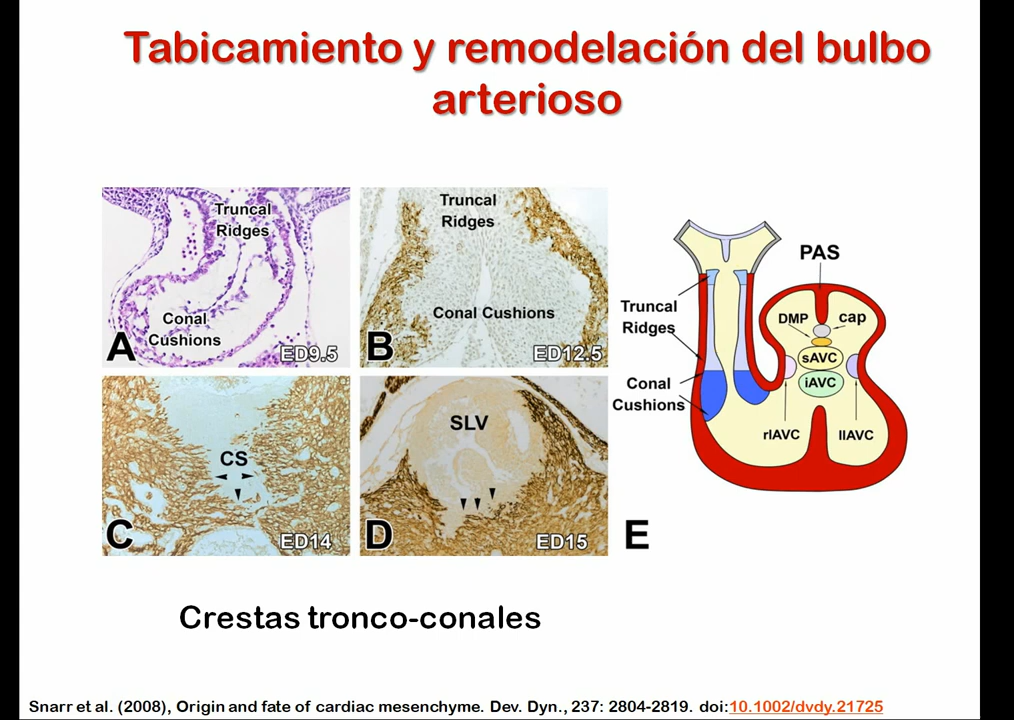 Tabicamiento y remodelación del bulbo
arterioso
Truncal
Ridges
Conal
Cushions
A
ED9.5
Truncal
Ridges
Conal Cushions
B
ED12.5
CS
C
ED14
SLV
D
ED15
PAS
Truncal
Ridges
DMP
cap
sAVC
iAVC
Conal
Cushions
rlAVC
llAVC
E
Crestas tronco-conales
Snarr et al. (2008), Origin and fate of cardiac mesenchyme. Dev. Dyn., 237: 2804-2819. doi:10.1002/dvdy.21725